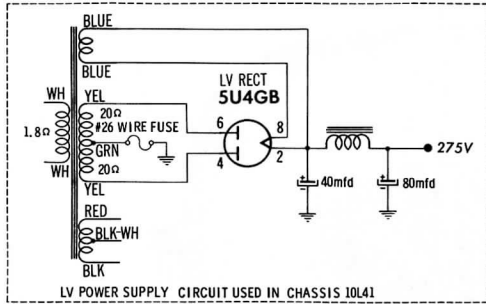 BLUE
BLUE
LV RECT
5U4GB
WH
YEL
20Ω
#26 WIRE FUSE
6
8
1.8Ω
GRN
4
2
275V
20Ω
WH
YEL
40mfd
80mfd
RED
BLK-WH
BLK
LV POWER SUPPLY CIRCUIT USED IN CHASSIS 10L41